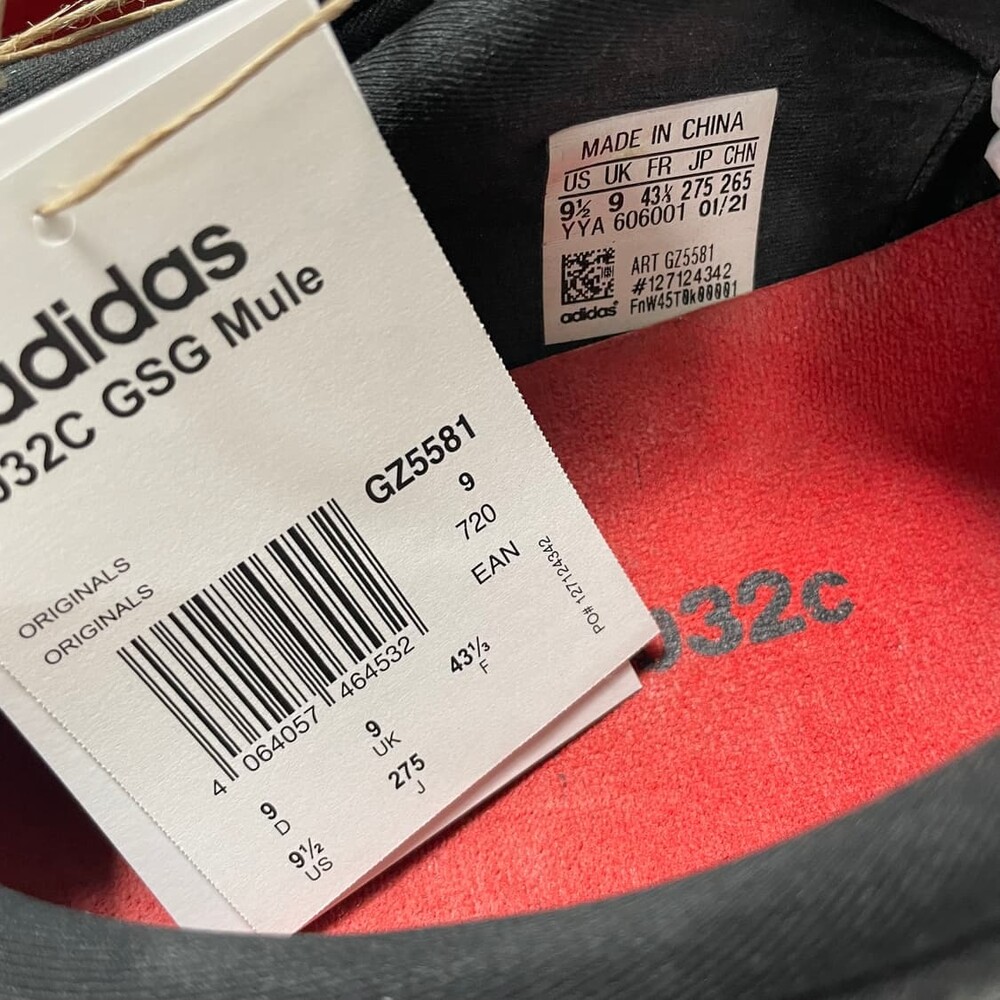 adidas
032C GSG Mule
GZ5581
9
720
EAN
PO# 127124342
ORIGINALS
ORIGINALS
4 064057 464532
43⅓
F
9
UK
275
J
9
D
9½
US
MADE IN CHINA
US UK FR JP CHN
9½ 9 43⅓ 275 265
YYA 606001 01/21
ART GZ5581
#127124342
FnW45T0k00001
adidas
032c